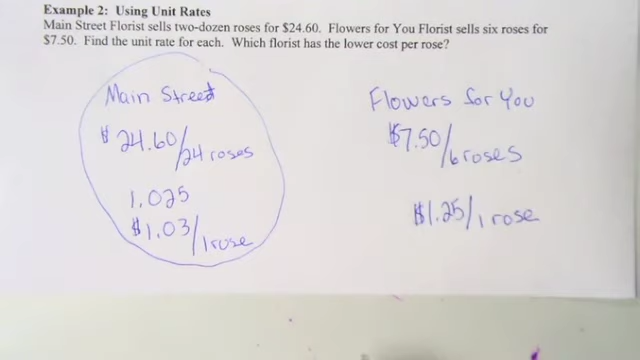 Example 2: Using Unit Rates
Main Street Florist sells two-dozen roses for $24.60. Flowers for You Florist sells six roses for
$7.50. Find the unit rate for each. Which florist has the lower cost per rose?
Main Street
$24.60/24 roses
1.025
$1.03/1 rose
Flowers for You
$7.50/6 roses
$1.25/1 rose